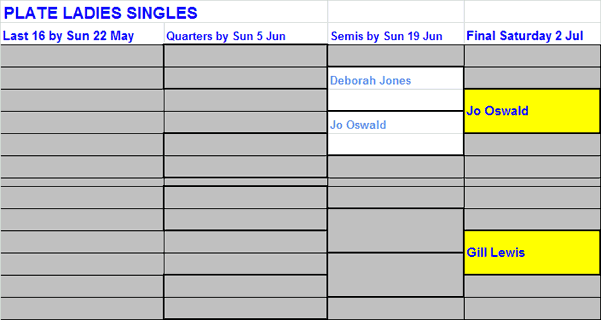 PLATE LADIES SINGLES
Last 16 by Sun 22 May
Quarters by Sun 5 Jun
Semis by Sun 19 Jun
Final Saturday 2 Jul
Deborah Jones
Jo Oswald
Jo Oswald
Gill Lewis